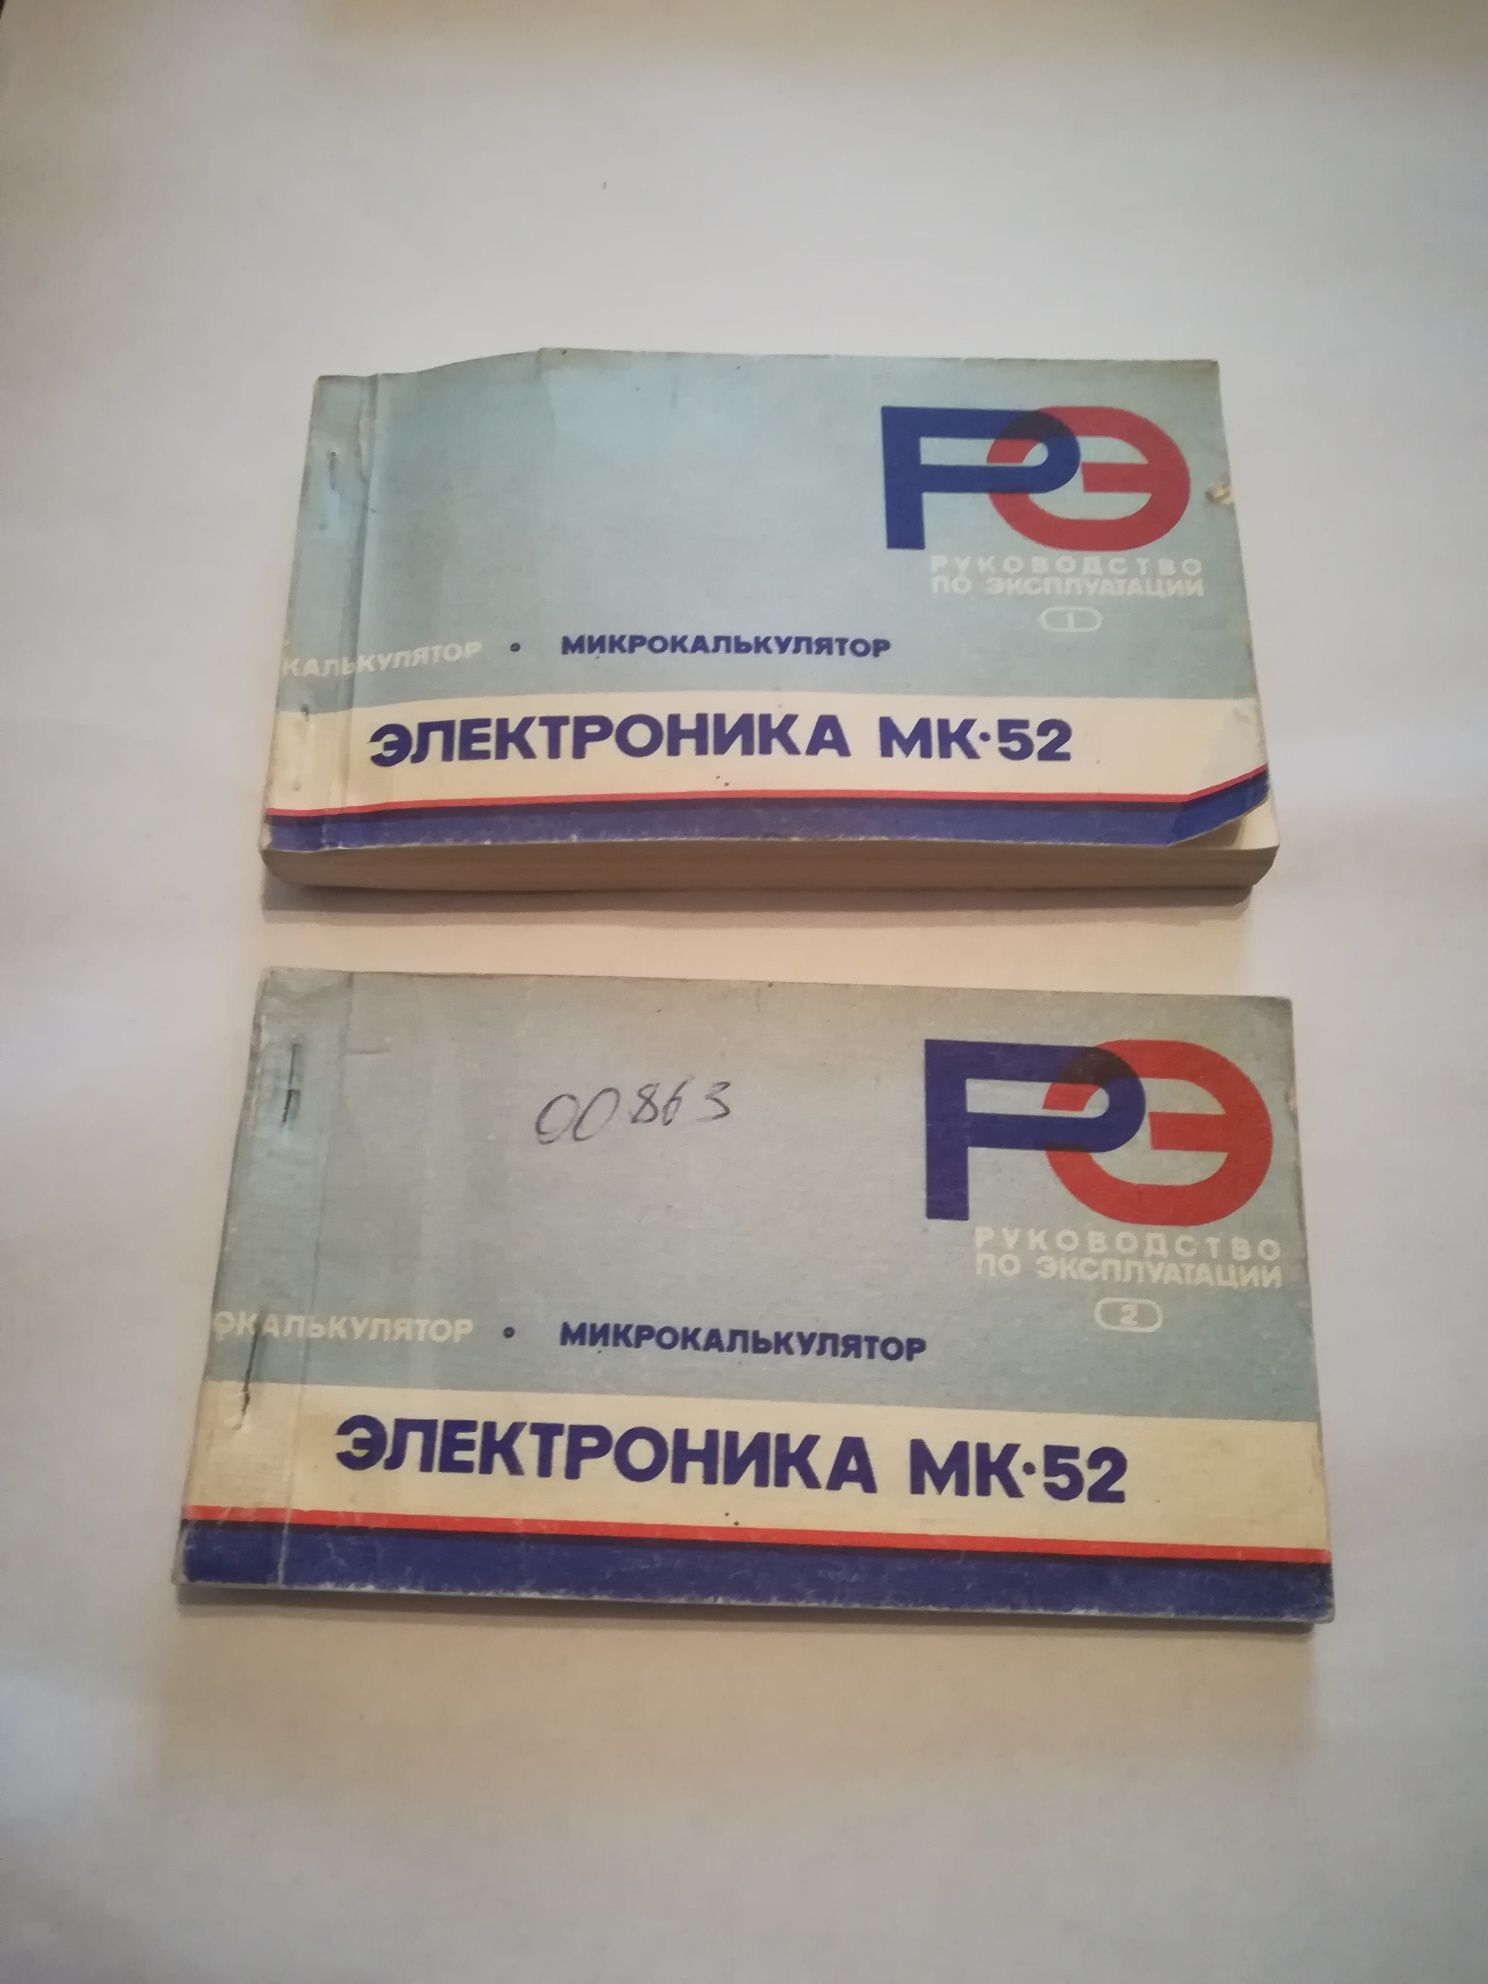 РЭ
РУКОВОДСТВО
ПО ЭКСПЛУАТАЦИИ
1
КАЛЬКУЛЯТОР • МИКРОКАЛЬКУЛЯТОР
ЭЛЕКТРОНИКА МК·52
00863
РЭ
РУКОВОДСТВО
ПО ЭКСПЛУАТАЦИИ
2
ОКАЛЬКУЛЯТОР • МИКРОКАЛЬКУЛЯТОР
ЭЛЕКТРОНИКА МК·52